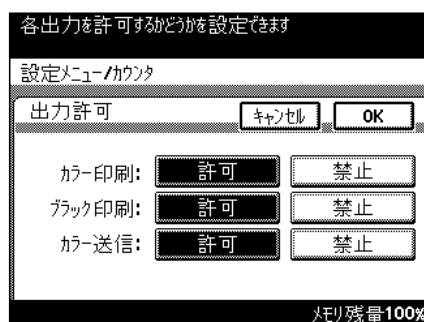 各出力を許可するかどうかを設定できます
設定ﾒﾆｭｰ/ｶｳﾝﾀ
出力許可 ｷｬﾝｾﾙ OK
ｶﾗｰ印刷: 許可 禁止
ﾌﾞﾗｯｸ印刷: 許可 禁止
ｶﾗｰ送信: 許可 禁止
ﾒﾓﾘ残量100%